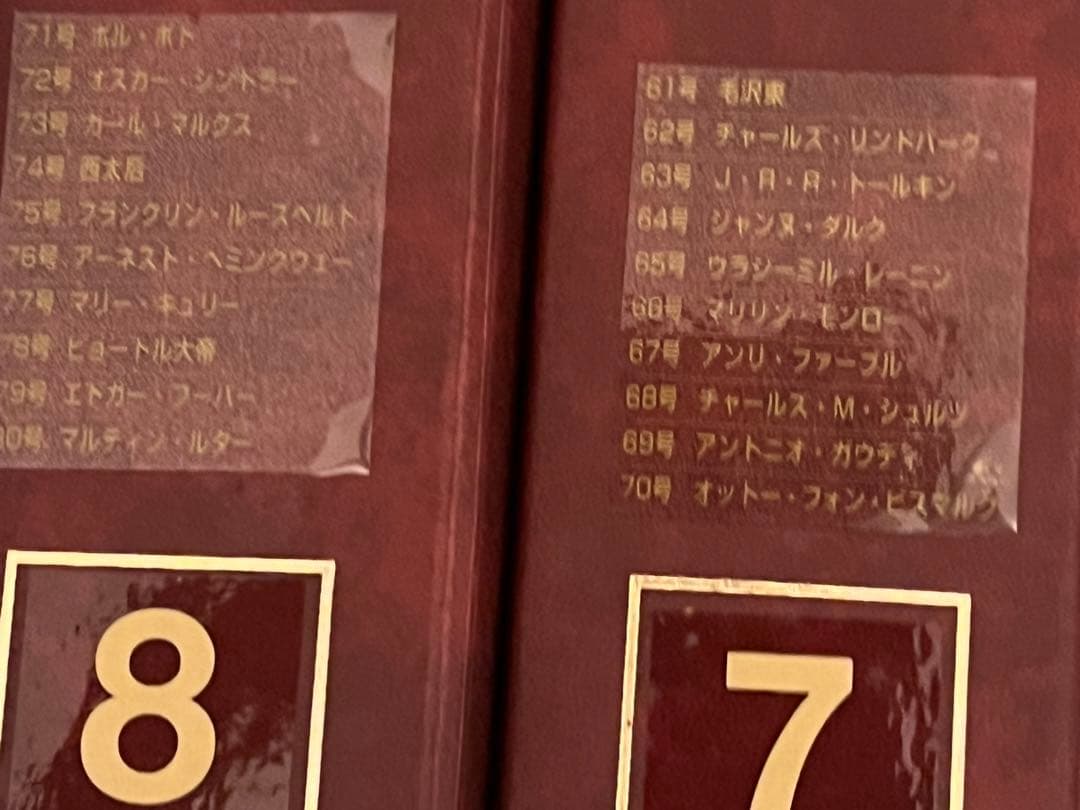 71号 ポル・ポト
72号 オスカー・シンドラー
73号 カール・マルクス
74号 西太后
75号 フランクリン・ルーズベルト
76号 アーネスト・ヘミングウェー
77号 マリー・キュリー
78号 ピョートル大帝
79号 エドガー・フーバー
80号 マルティン・ルター
8
61号 毛沢東
62号 チャールズ・リンドバーグ
63号 J・R・R・トールキン
64号 ジャンヌ・ダルク
65号 ウラジーミル・レーニン
66号 マリリン・モンロー
67号 アンリ・ファーブル
68号 チャールズ・M・シュルツ
69号 アントニオ・ガウディ
70号 オットー・フォン・ビスマルク
7